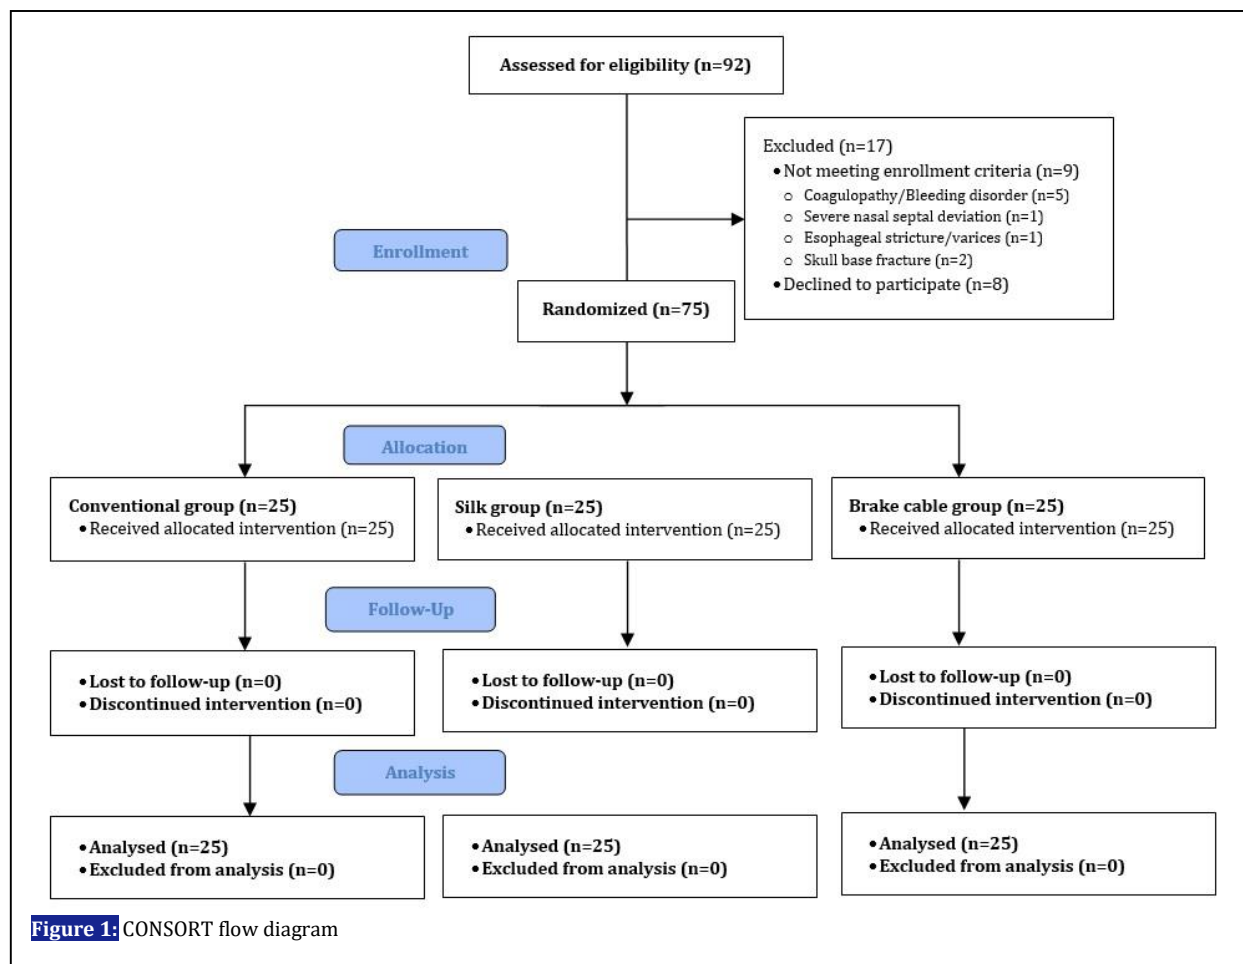 Assessed for eligibility (n=92)
Excluded (n=17)
• Not meeting enrollment criteria (n=9)
o Coagulopathy/Bleeding disorder (n=5)
o Severe nasal septal deviation (n=1)
o Esophageal stricture/varices (n=1)
o Skull base fracture (n=2)
• Declined to participate (n=8)
Enrollment
Randomized (n=75)
Allocation
Conventional group (n=25)
• Received allocated intervention (n=25)
Silk group (n=25)
• Received allocated intervention (n=25)
Brake cable group (n=25)
• Received allocated intervention (n=25)
Follow-Up
• Lost to follow-up (n=0)
• Discontinued intervention (n=0)
• Lost to follow-up (n=0)
• Discontinued intervention (n=0)
• Lost to follow-up (n=0)
• Discontinued intervention (n=0)
Analysis
• Analysed (n=25)
• Excluded from analysis (n=0)
• Analysed (n=25)
• Excluded from analysis (n=0)
• Analysed (n=25)
• Excluded from analysis (n=0)
Figure 1: CONSORT flow diagram